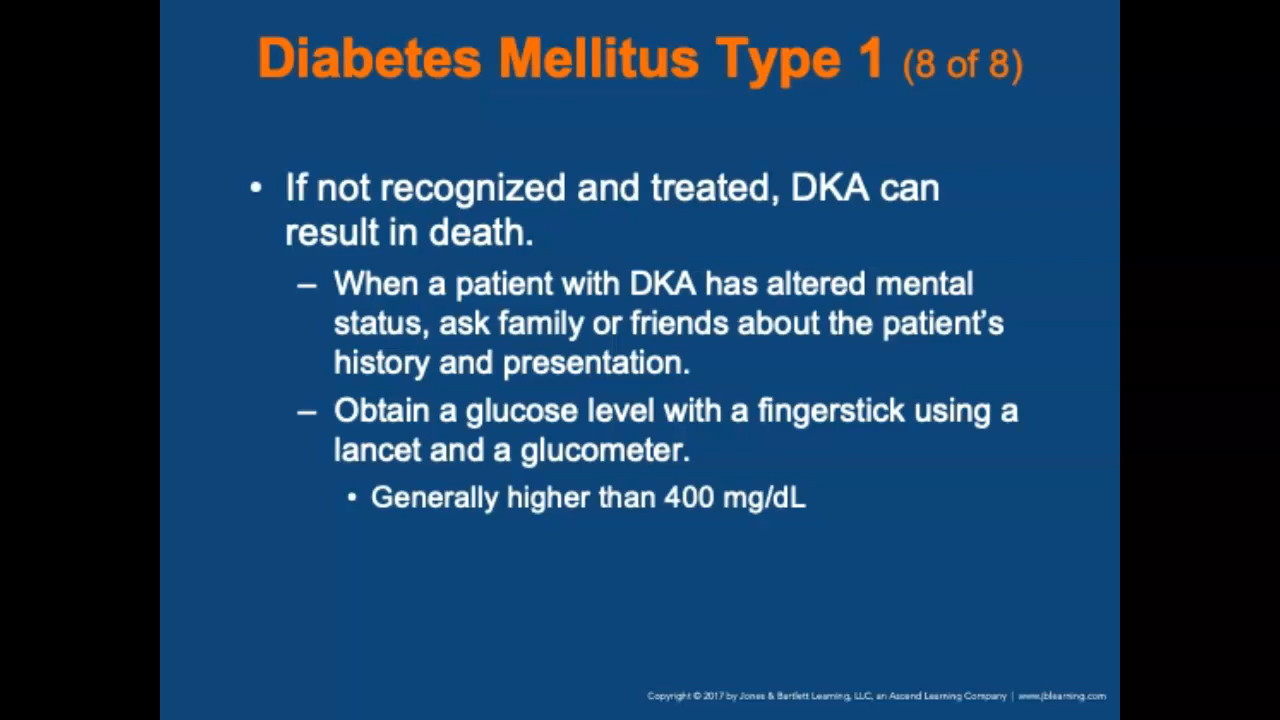 Diabetes Mellitus Type 1 (8 of 8)
• If not recognized and treated, DKA can
result in death.
– When a patient with DKA has altered mental
status, ask family or friends about the patient’s
history and presentation.
– Obtain a glucose level with a fingerstick using a
lancet and a glucometer.
• Generally higher than 400 mg/dL
Copyright © 2017 by Jones & Bartlett Learning, LLC, an Ascend Learning Company | www.jblearning.com